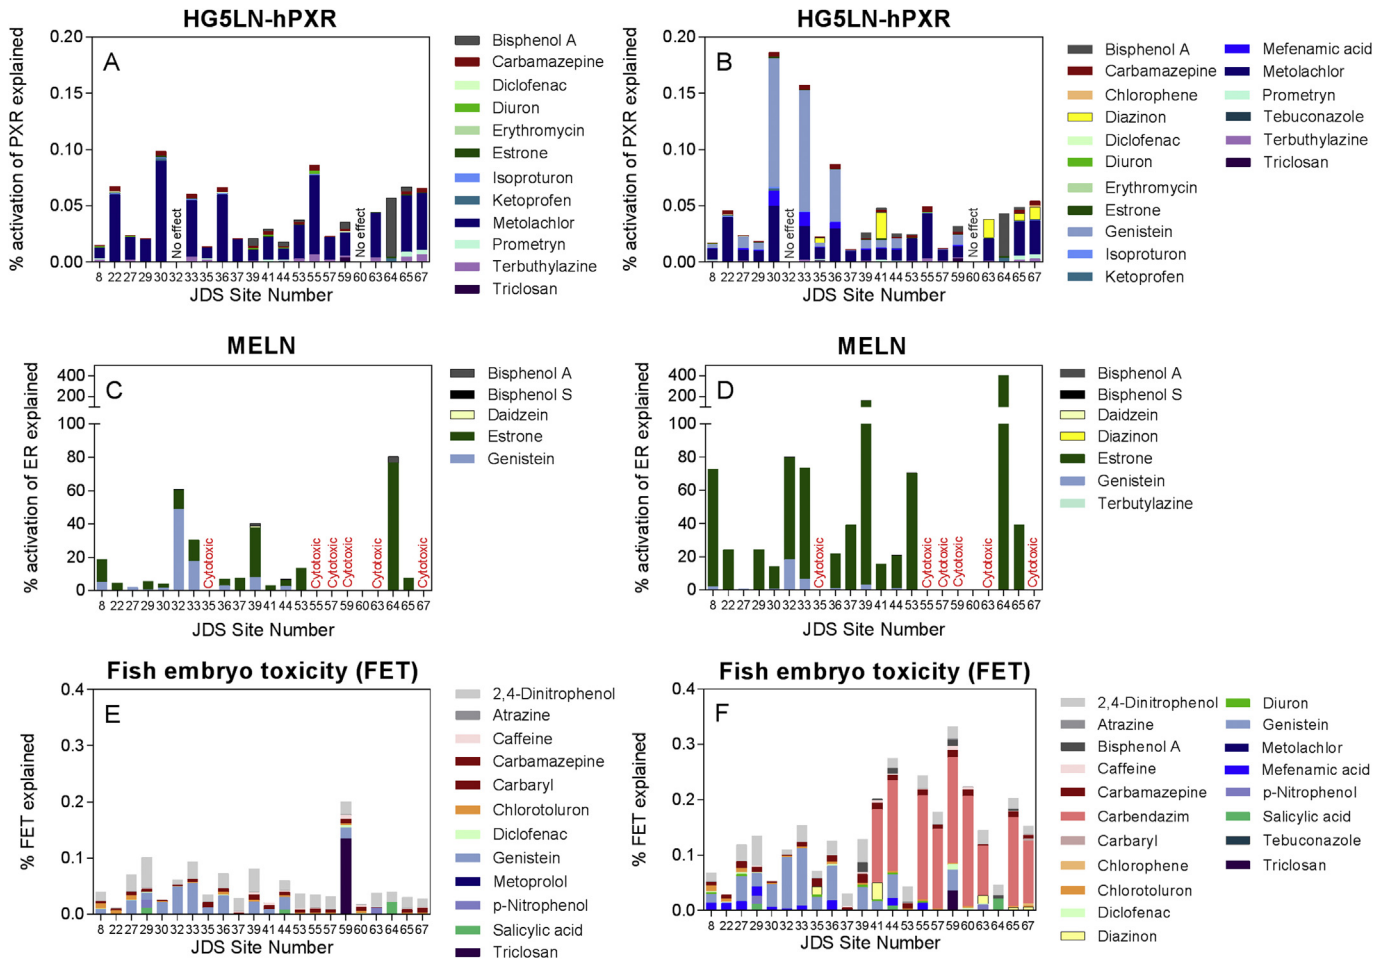 HG5LN-hPXR
A
% activation of PXR explained
0.20
0.15
0.10
0.05
0.00
No effect
No effect
8 22 27 29 30 32 33 35 36 37 39 41 44 53 55 57 59 60 63 64 65 67
JDS Site Number
Bisphenol A
Carbamazepine
Diclofenac
Diuron
Erythromycin
Estrone
Isoproturon
Ketoprofen
Metolachlor
Prometryn
Terbuthylazine
Triclosan
HG5LN-hPXR
B
% activation of PXR explained
0.20
0.15
0.10
0.05
0.00
No effect
No effect
8 22 27 29 30 32 33 35 36 37 39 41 44 53 55 57 59 60 63 64 65 67
JDS Site Number
Bisphenol A
Carbamazepine
Chlorophene
Diazinon
Diclofenac
Diuron
Erythromycin
Estrone
Genistein
Isoproturon
Ketoprofen
Mefenamic acid
Metolachlor
Prometryn
Tebuconazole
Terbuthylazine
Triclosan
MELN
C
% activation of ER explained
400
200
100
80
60
40
20
0
Cytotoxic
Cytotoxic
Cytotoxic
Cytotoxic
Cytotoxic
Cytotoxic
8 22 27 29 30 32 33 35 36 37 39 41 44 53 55 57 59 60 63 64 65 67
JDS Site Number
Bisphenol A
Bisphenol S
Daidzein
Estrone
Genistein
MELN
D
% activation of ER explained
400
200
100
80
60
40
20
0
Cytotoxic
Cytotoxic
Cytotoxic
Cytotoxic
Cytotoxic
Cytotoxic
8 22 27 29 30 32 33 35 36 37 39 41 44 53 55 57 59 60 63 64 65 67
JDS Site Number
Bisphenol A
Bisphenol S
Daidzein
Diazinon
Estrone
Genistein
Terbutylazine
Fish embryo toxicity (FET)
E
% FET explained
0.4
0.3
0.2
0.1
0.0
8 22 27 29 30 32 33 35 36 37 39 41 44 53 55 57 59 60 63 64 65 67
JDS Site Number
2,4-Dinitrophenol
Atrazine
Caffeine
Carbamazepine
Carbaryl
Chlorotoluron
Diclofenac
Genistein
Metoprolol
p-Nitrophenol
Salicylic acid
Triclosan
Fish embryo toxicity (FET)
F
% FET explained
0.4
0.3
0.2
0.1
0.0
8 22 27 29 30 32 33 35 36 37 39 41 44 53 55 57 59 60 63 64 65 67
JDS Site Number
2,4-Dinitrophenol
Atrazine
Bisphenol A
Caffeine
Carbamazepine
Carbendazim
Carbaryl
Chlorophene
Chlorotoluron
Diclofenac
Diazinon
Diuron
Genistein
Metolachlor
Mefenamic acid
p-Nitrophenol
Salicylic acid
Tebuconazole
Triclosan